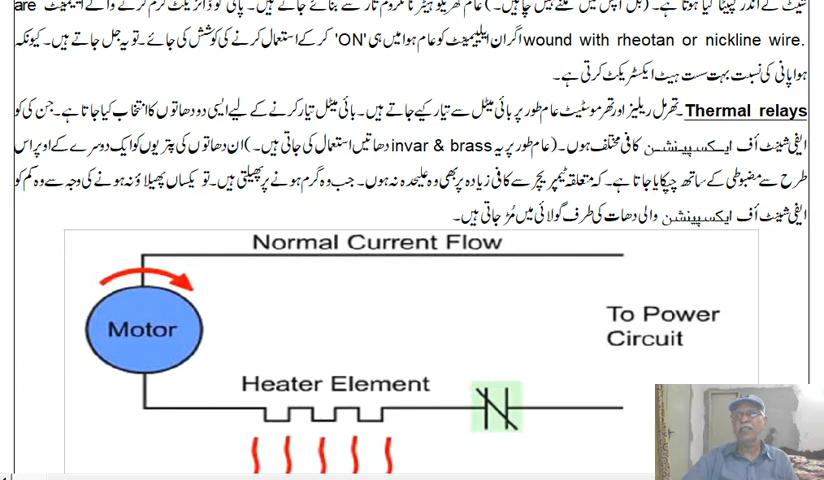 شیٹ کے اندر لپیٹا گیا ہوتا ہے۔ (بل آپس میں ملنے نہیں چاہیں۔) عام گھریلو ہیٹر نائکروم تار سے بنائے جاتے ہیں۔ پانی کو ڈائریکٹ گرم کرنے والے ایلیمنٹ are
wound with rheotan or nickline wire. اگر ان ایلیمینٹ کو عام ہوا میں ہی 'ON' کر کے استعمال کرنے کی کوشش کی جائے۔ تو یہ جل جاتے ہیں۔ کیونکہ
ہوا پانی کی نسبت بہت سست ہیٹ ایکسٹریکٹ کرتی ہے۔
Thermal relays۔ تھرمل ریلیز اور تھرموسٹیٹ عام طور پر بائی میٹل سے تیار کیے جاتے ہیں۔ بائی میٹل تیار کرنے کے لیے ایسی دو دھاتوں کا انتخاب کیا جاتا ہے۔ جن کی کو
ایفی شینٹ آف ایکسپینشن کافی مختلف ہوں۔ (عام طور پر یہ invar & brass دھاتیں استعمال کی جاتی ہیں۔) ان دھاتوں کی پتریوں کو ایک دوسرے کے اوپر اس
طرح سے مضبوطی کے ساتھ چپکایا جاتا ہے۔ کہ متعلقہ ٹمپریچر سے کافی زیادہ پر بھی وہ علیحدہ نہ ہوں۔ جب وہ گرم ہونے پر پھیلتی ہیں۔ تو یکساں پھیلاؤ نہ ہونے کی وجہ سے وہ کم کو
ایفی شینٹ آف ایکسپینشن والی دھات کی طرف گولائی میں مُڑ جاتی ہیں۔
Normal Current Flow
Motor
To Power
Circuit
Heater Element